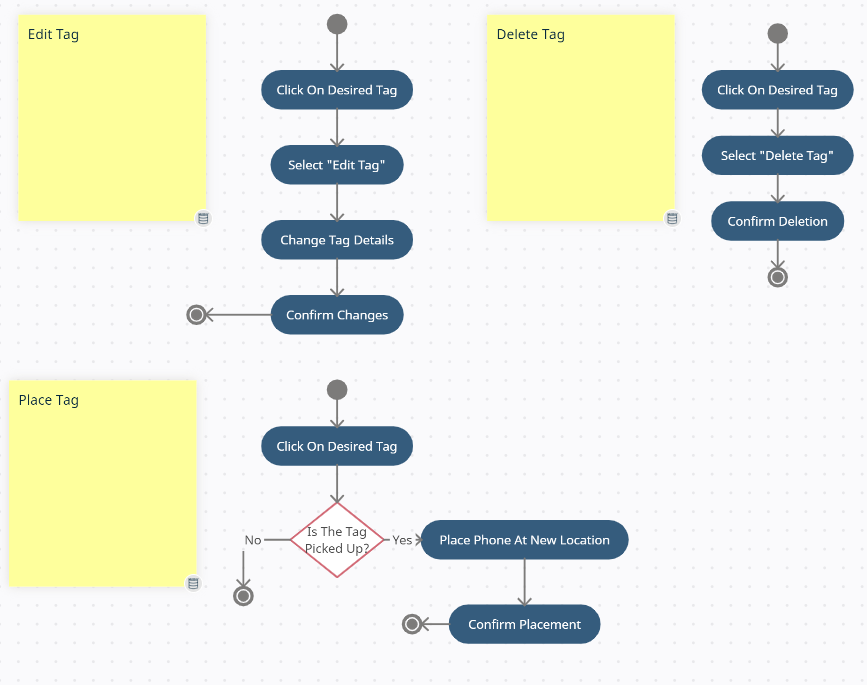 Edit Tag
Click On Desired Tag
Select "Edit Tag"
Change Tag Details
Confirm Changes
Delete Tag
Click On Desired Tag
Select "Delete Tag"
Confirm Deletion
Place Tag
Click On Desired Tag
Is The Tag
Picked Up?
No
Yes
Place Phone At New Location
Confirm Placement